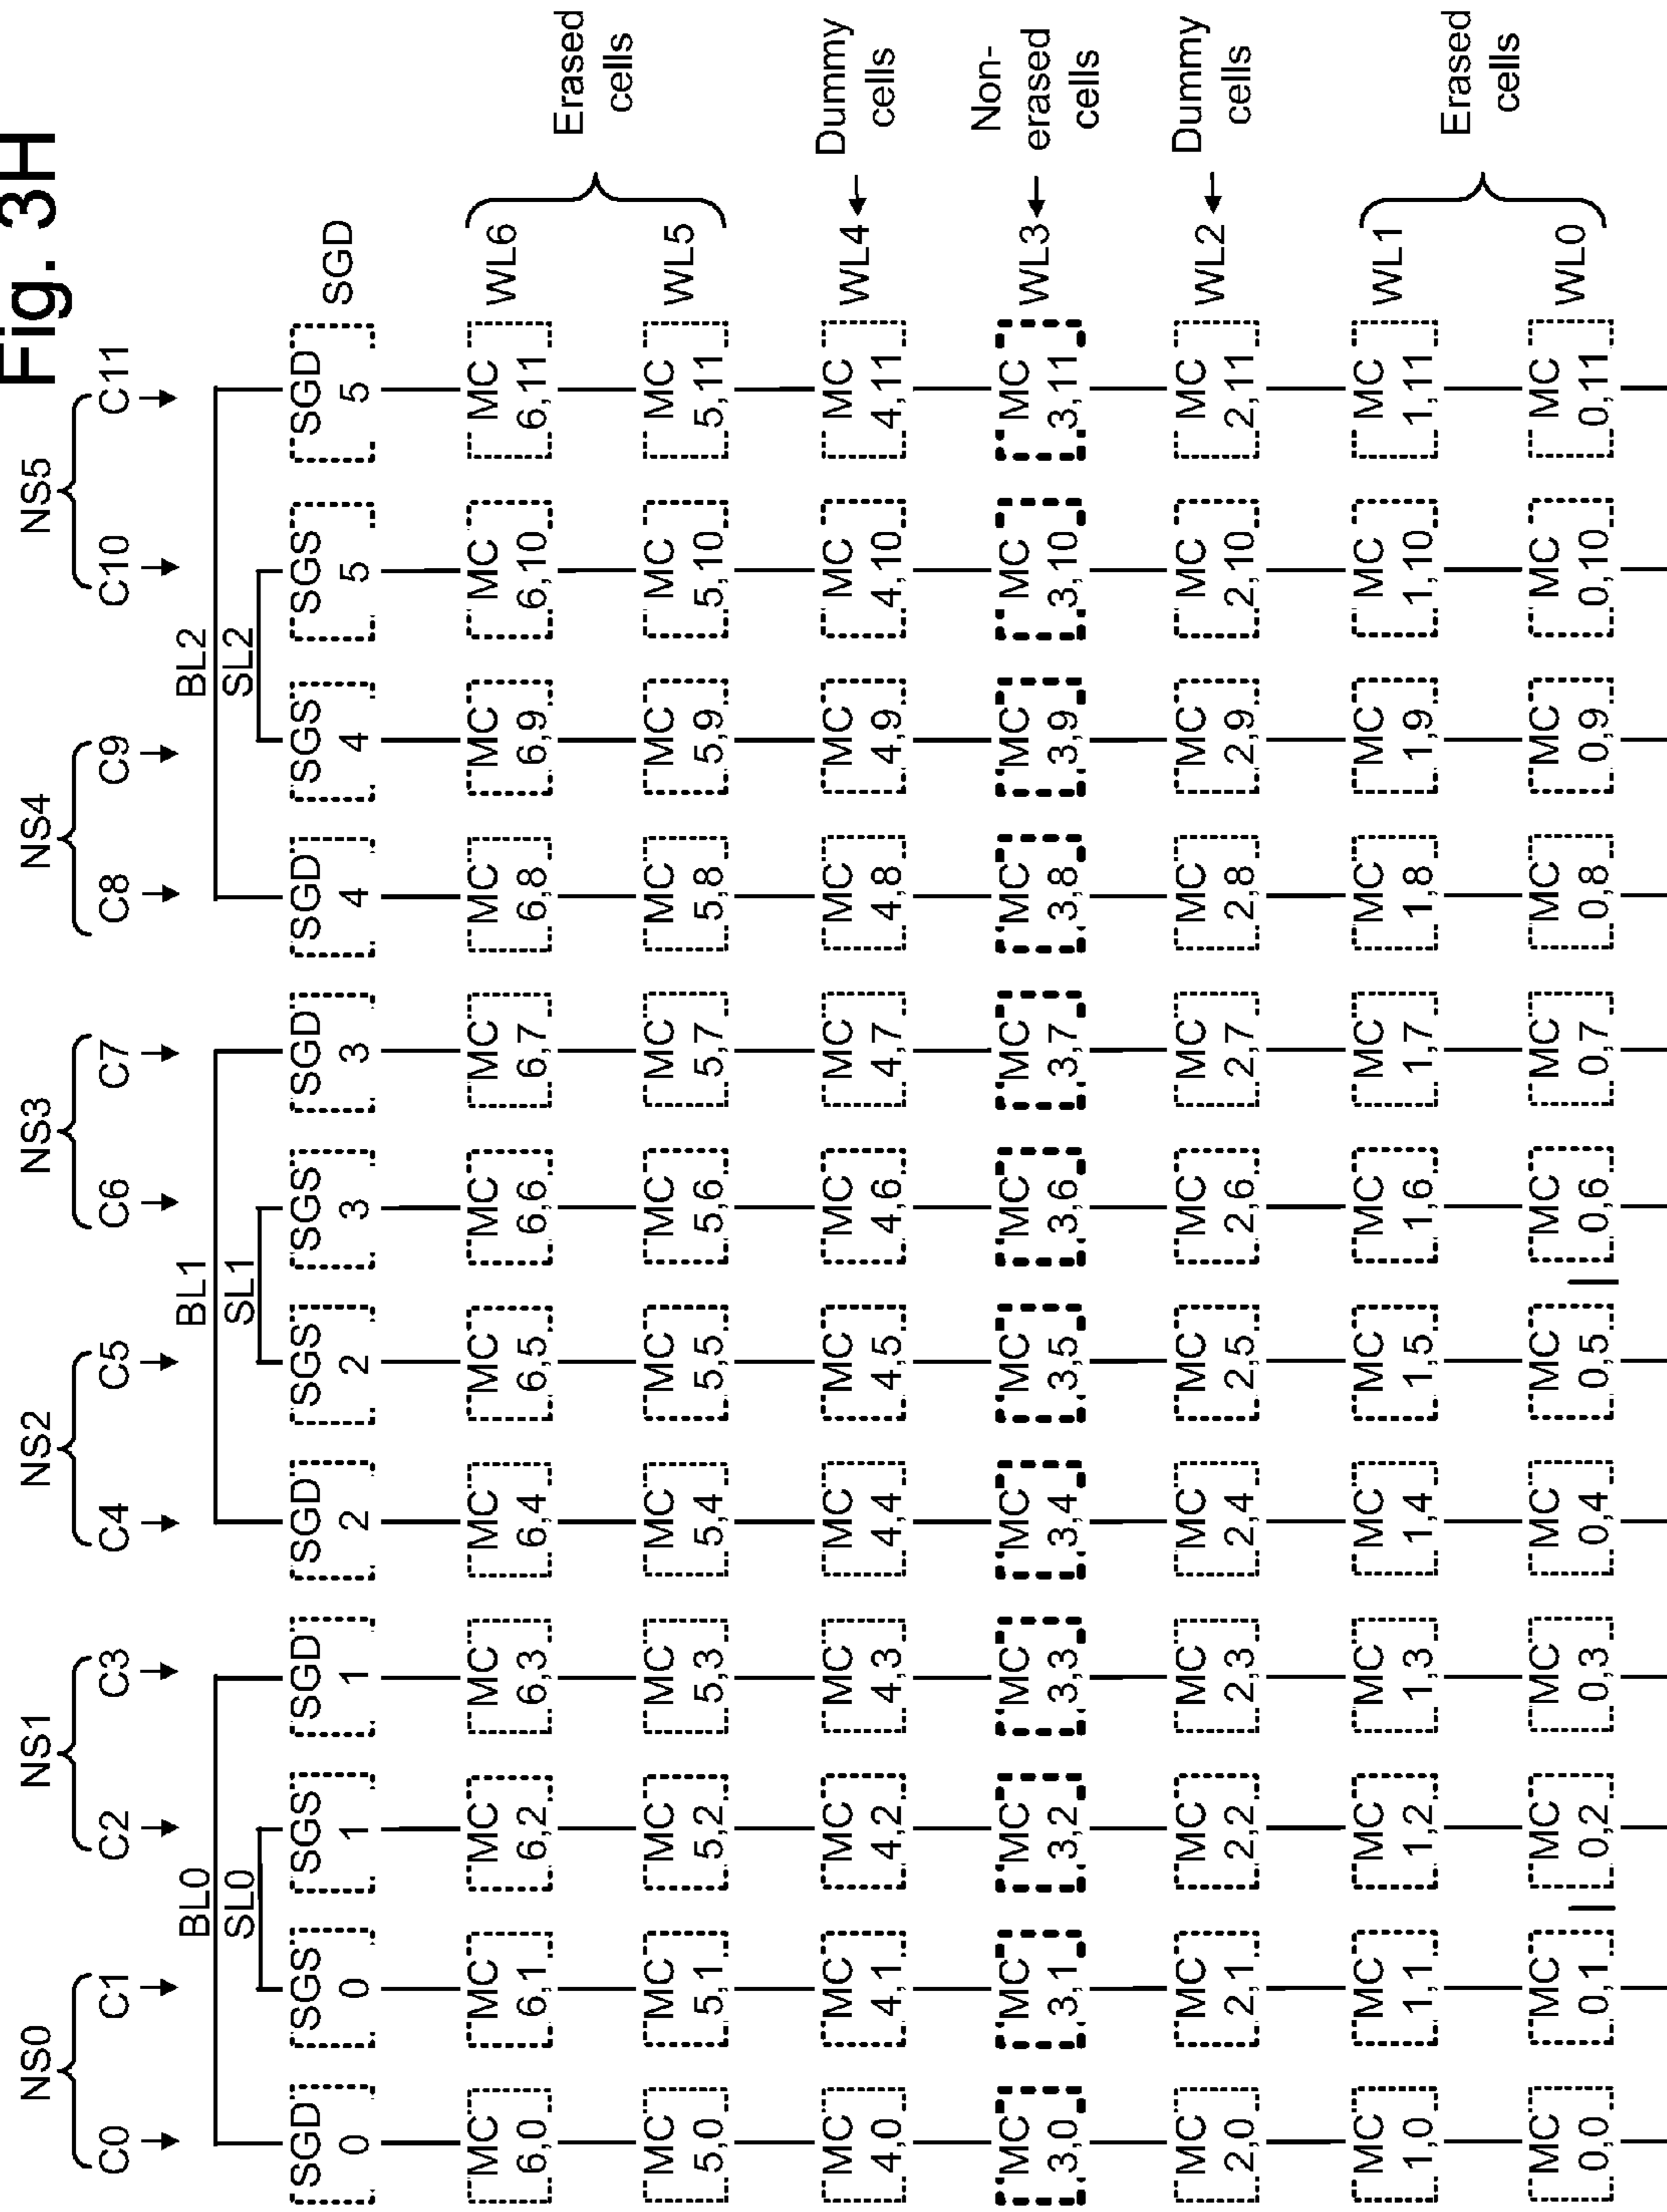 Fig. 3H
NS0 NS1 NS2 NS3 NS4 NS5
C0 C1 C2 C3 C4 C5 C6 C7 C8 C9 C10 C11
BL0 BL1 BL2
SL0 SL1 SL2
SGD SGS SGS SGD SGD SGS SGS SGD SGD SGS SGS SGD SGD
0 0 1 1 2 2 3 3 4 4 5 5
MC MC MC MC MC MC MC MC MC MC MC MC WL6
6,0 6,1 6,2 6,3 6,4 6,5 6,6 6,7 6,8 6,9 6,10 6,11
Erased
cells
MC MC MC MC MC MC MC MC MC MC MC MC WL5
5,0 5,1 5,2 5,3 5,4 5,5 5,6 5,7 5,8 5,9 5,10 5,11
MC MC MC MC MC MC MC MC MC MC MC MC WL4 Dummy
4,0 4,1 4,2 4,3 4,4 4,5 4,6 4,7 4,8 4,9 4,10 4,11 cells
Non-
MC MC MC MC MC MC MC MC MC MC MC MC WL3 erased
3,0 3,1 3,2 3,3 3,4 3,5 3,6 3,7 3,8 3,9 3,10 3,11 cells
MC MC MC MC MC MC MC MC MC MC MC MC WL2 Dummy
2,0 2,1 2,2 2,3 2,4 2,5 2,6 2,7 2,8 2,9 2,10 2,11 cells
MC MC MC MC MC MC MC MC MC MC MC MC WL1
1,0 1,1 1,2 1,3 1,4 1,5 1,6 1,7 1,8 1,9 1,10 1,11
Erased
cells
MC MC MC MC MC MC MC MC MC MC MC MC WL0
0,0 0,1 0,2 0,3 0,4 0,5 0,6 0,7 0,8 0,9 0,10 0,11